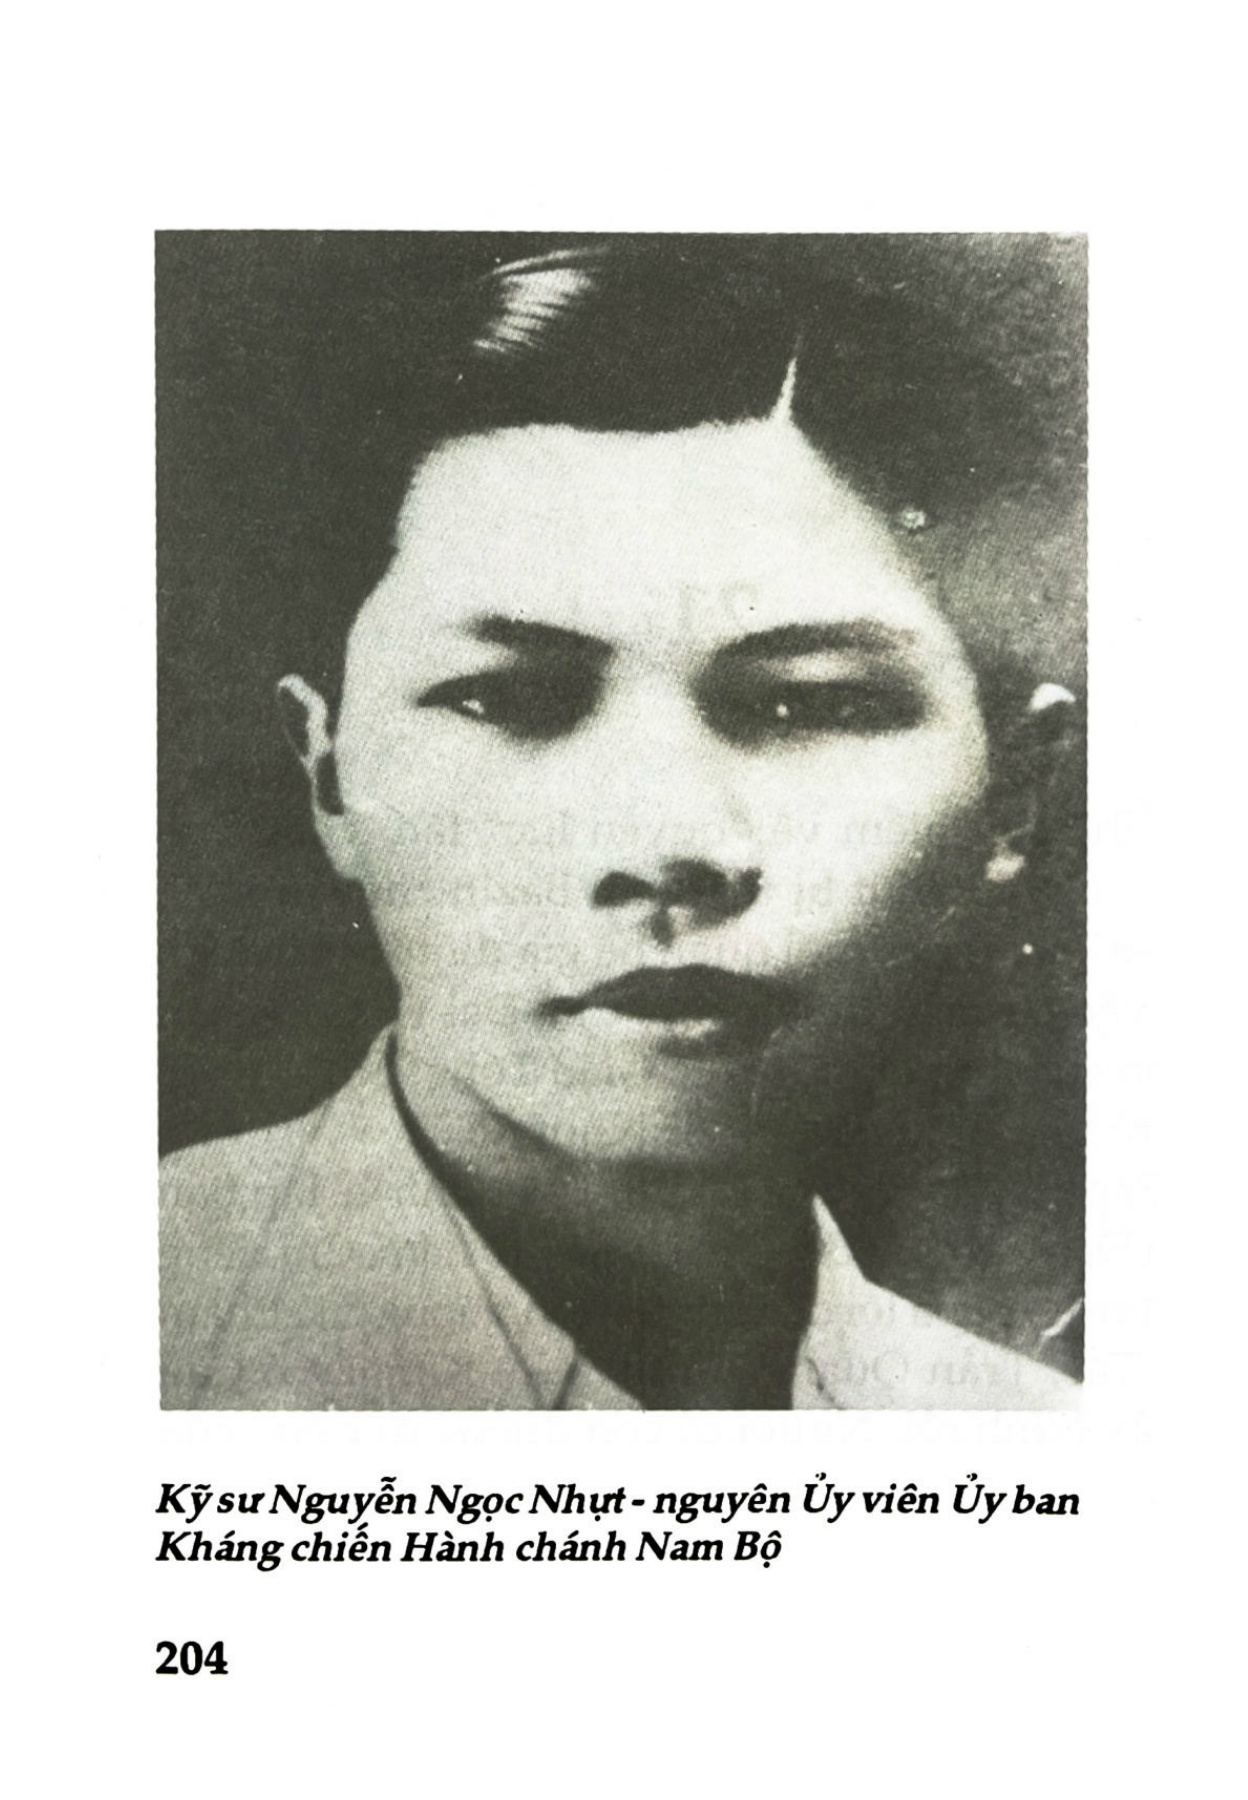 Kỹ sư Nguyễn Ngọc Nhựt - nguyên Ủy viên Ủy ban
Kháng chiến Hành chánh Nam Bộ
204